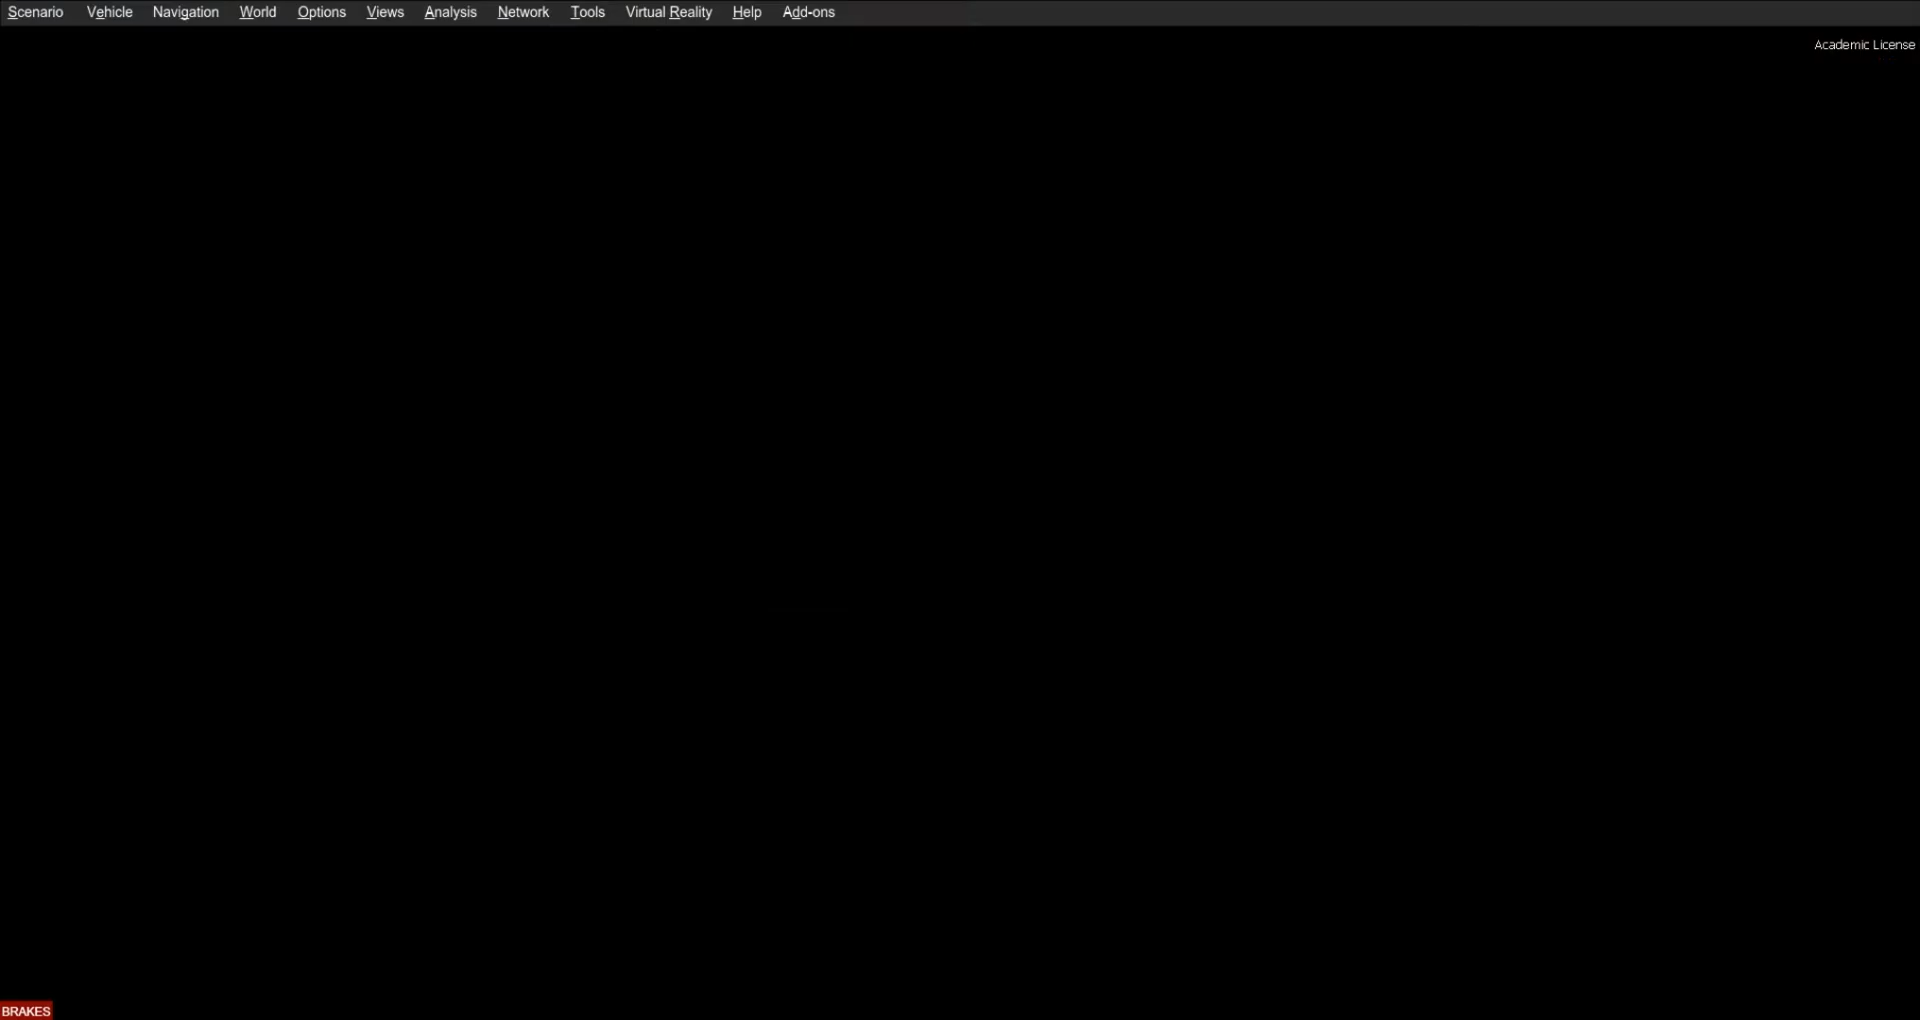 Scenario Vehicle Navigation World Options Views Analysis Network Tools Virtual Reality Help Add-ons
Academic License
BRAKES